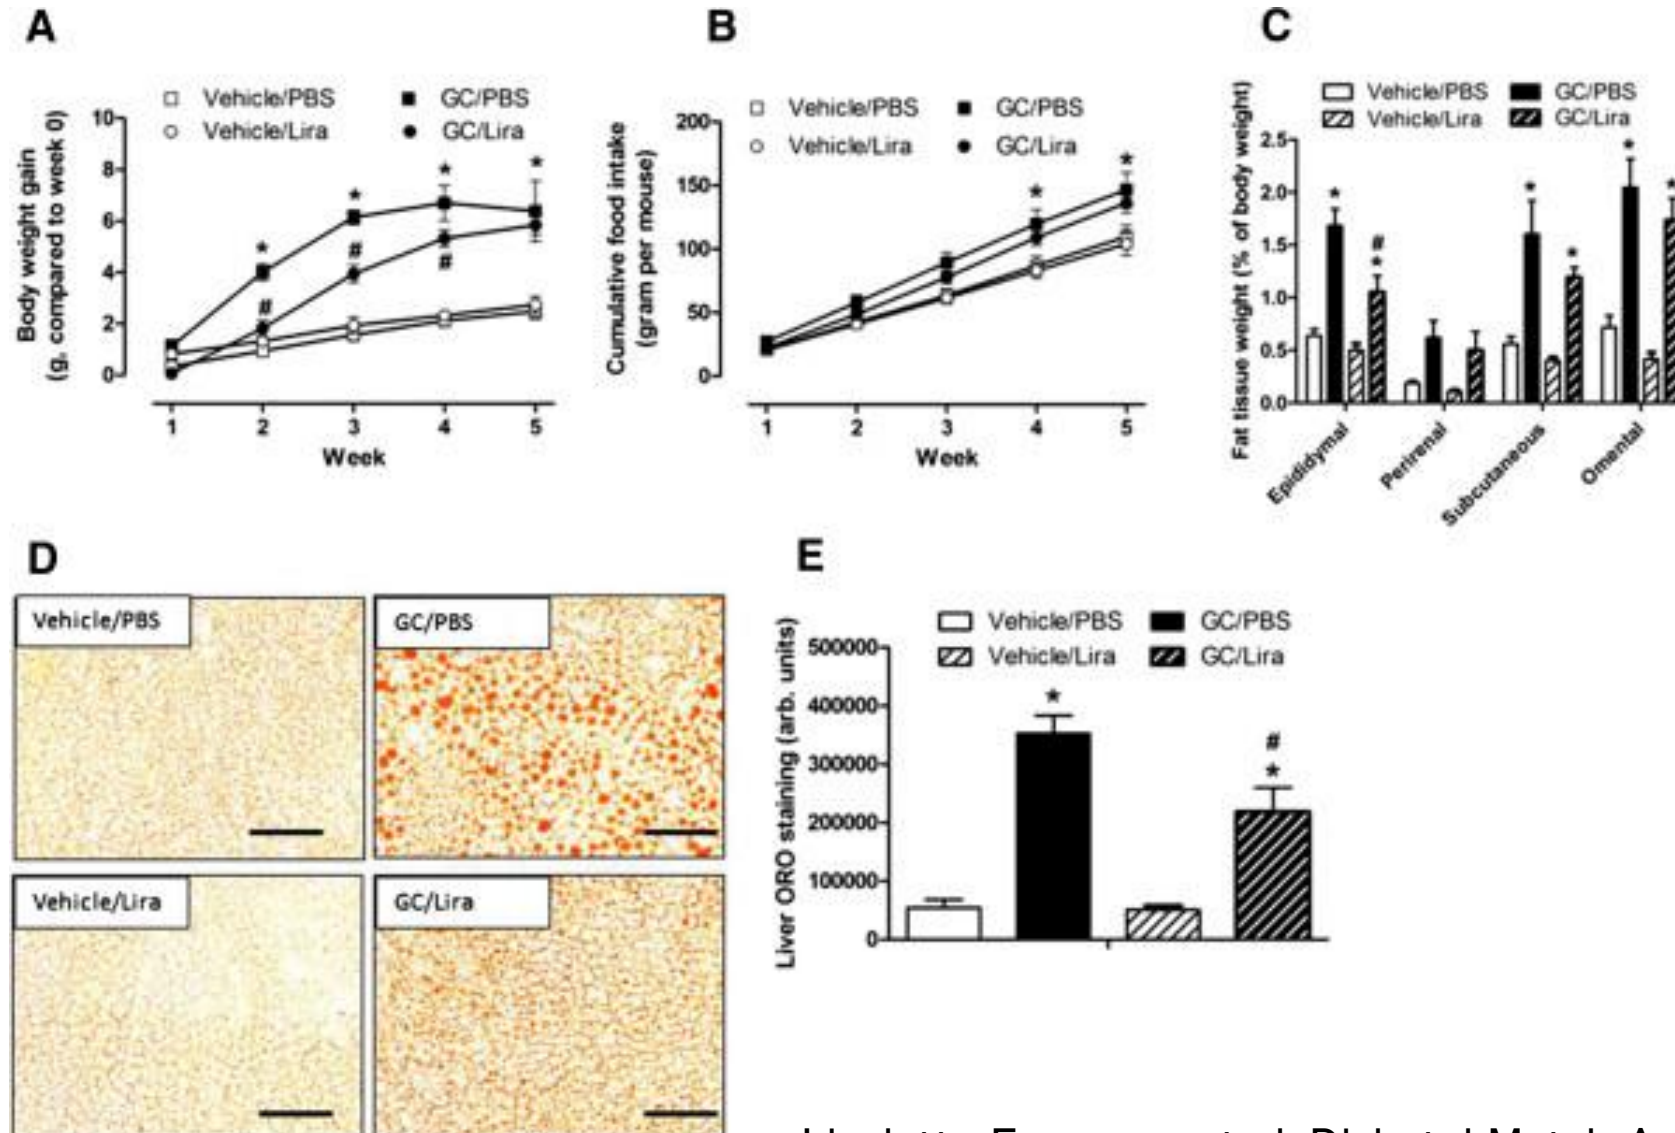 A
Vehicle/PBS
GC/PBS
Vehicle/Lira
GC/Lira
Body weight gain
(g, compared to week 0)
10
8
6
4
2
0
*
*
*
*
#
#
#
1 2 3 4 5
Week
B
Vehicle/PBS
GC/PBS
Vehicle/Lira
GC/Lira
Cumulative food intake
(gram per mouse)
200
150
100
50
0
*
*
1 2 3 4 5
Week
C
Vehicle/PBS
GC/PBS
Vehicle/Lira
GC/Lira
Fat tissue weight (% of body weight)
2.5
2.0
1.5
1.0
0.5
0.0
*
#
*
*
*
*
*
Epididymal
Perirenal
Subcutaneous
Omental
D
Vehicle/PBS
GC/PBS
Vehicle/Lira
GC/Lira
E
Vehicle/PBS
GC/PBS
Vehicle/Lira
GC/Lira
Liver ORO staining (arb. units)
500000
400000
300000
200000
100000
0
*
#
*